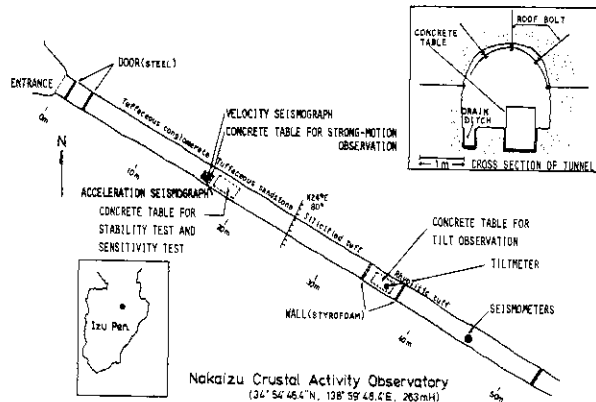 ROOF BOLT
CONCRETE
TABLE
DRAIN
DITCH
1m
CROSS SECTION OF TUNNEL
DOOR(STEEL)
ENTRANCE
0m
N
Tuffaceous conglomerate
Tuffaceous sandstone
VELOCITY SEISMOGRAPH
CONCRETE TABLE FOR STRONG-MOTION
OBSERVATION
10m
ACCELERATION SEISMOGRAPH
CONCRETE TABLE FOR
STABILITY TEST AND
SENSITIVITY TEST
20m
N24°E
80°
Silicified tuff
CONCRETE TABLE FOR
TILT OBSERVATION
TILTMETER
Rhyolitic tuff
SEISMOMETERS
30m
WALL(STYROFOAM)
40m
50m
Izu Pen.
Nakaizu Crustal Activity Observatory
(34°54'46.4"N, 138°59'48.4"E, 263mH)